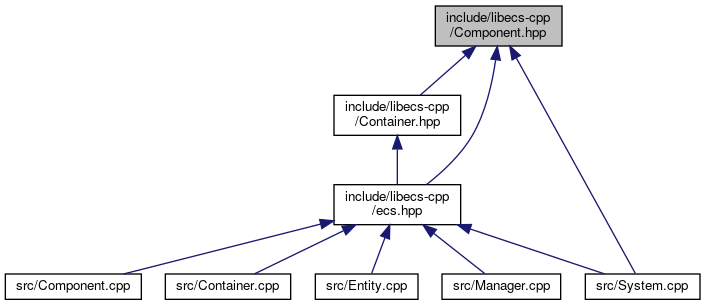 include/libecs-cpp
/Component.hpp
include/libecs-cpp
/Container.hpp
include/libecs-cpp
/ecs.hpp
src/Component.cpp
src/Container.cpp
src/Entity.cpp
src/Manager.cpp
src/System.cpp